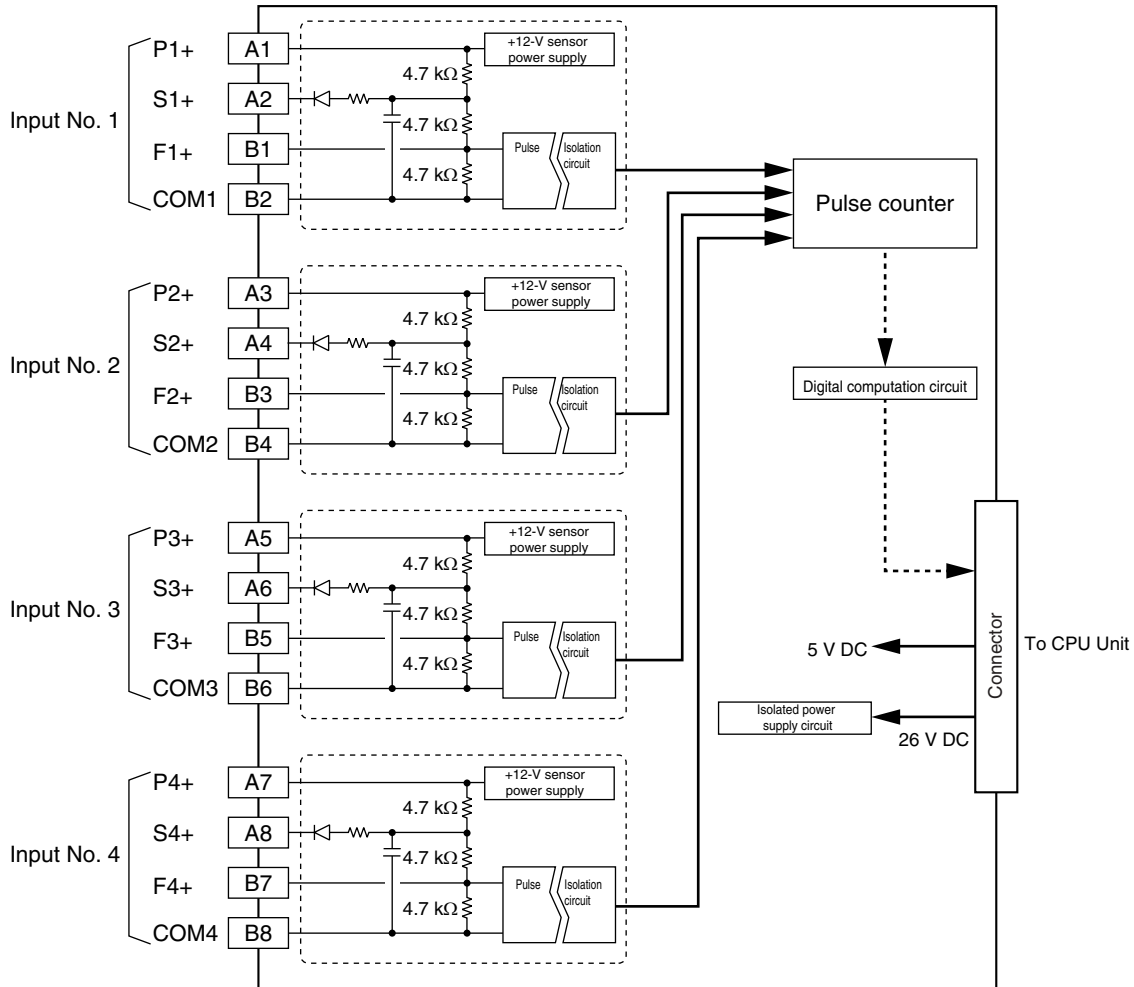 P1+ A1 +12-V sensor
power supply
4.7 kΩ
Input No. 1
S1+ A2
4.7 kΩ
F1+ B1 Pulse Isolation
circuit
4.7 kΩ
COM1 B2
Pulse counter
P2+ A3 +12-V sensor
power supply
4.7 kΩ
Input No. 2
S2+ A4
4.7 kΩ
F2+ B3 Pulse Isolation
circuit
4.7 kΩ
COM2 B4
Digital computation circuit
P3+ A5 +12-V sensor
power supply
4.7 kΩ
Input No. 3
S3+ A6
4.7 kΩ
F3+ B5 Pulse Isolation
circuit
4.7 kΩ
COM3 B6
Connector
To CPU Unit
5 V DC
Isolated power
supply circuit
26 V DC
P4+ A7 +12-V sensor
power supply
4.7 kΩ
Input No. 4
S4+ A8
4.7 kΩ
F4+ B7 Pulse Isolation
circuit
4.7 kΩ
COM4 B8